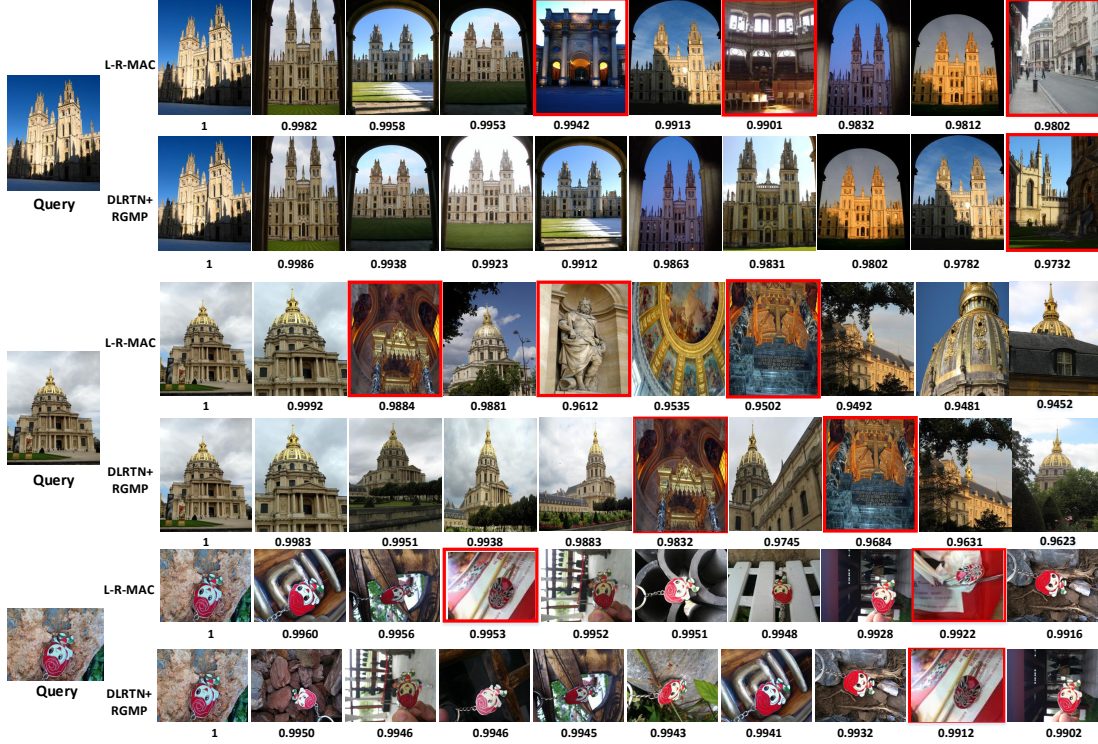 L-R-MAC
1 0.9982 0.9958 0.9953 0.9942 0.9913 0.9901 0.9832 0.9812 0.9802
Query
DLRTN+
RGMP
1 0.9986 0.9938 0.9923 0.9912 0.9863 0.9831 0.9802 0.9782 0.9732
L-R-MAC
1 0.9992 0.9884 0.9881 0.9612 0.9535 0.9502 0.9492 0.9481 0.9452
Query
DLRTN+
RGMP
1 0.9983 0.9951 0.9938 0.9883 0.9832 0.9745 0.9684 0.9631 0.9623
L-R-MAC
1 0.9960 0.9956 0.9953 0.9952 0.9951 0.9948 0.9928 0.9922 0.9916
Query
DLRTN+
RGMP
1 0.9950 0.9946 0.9946 0.9945 0.9943 0.9941 0.9932 0.9912 0.9902